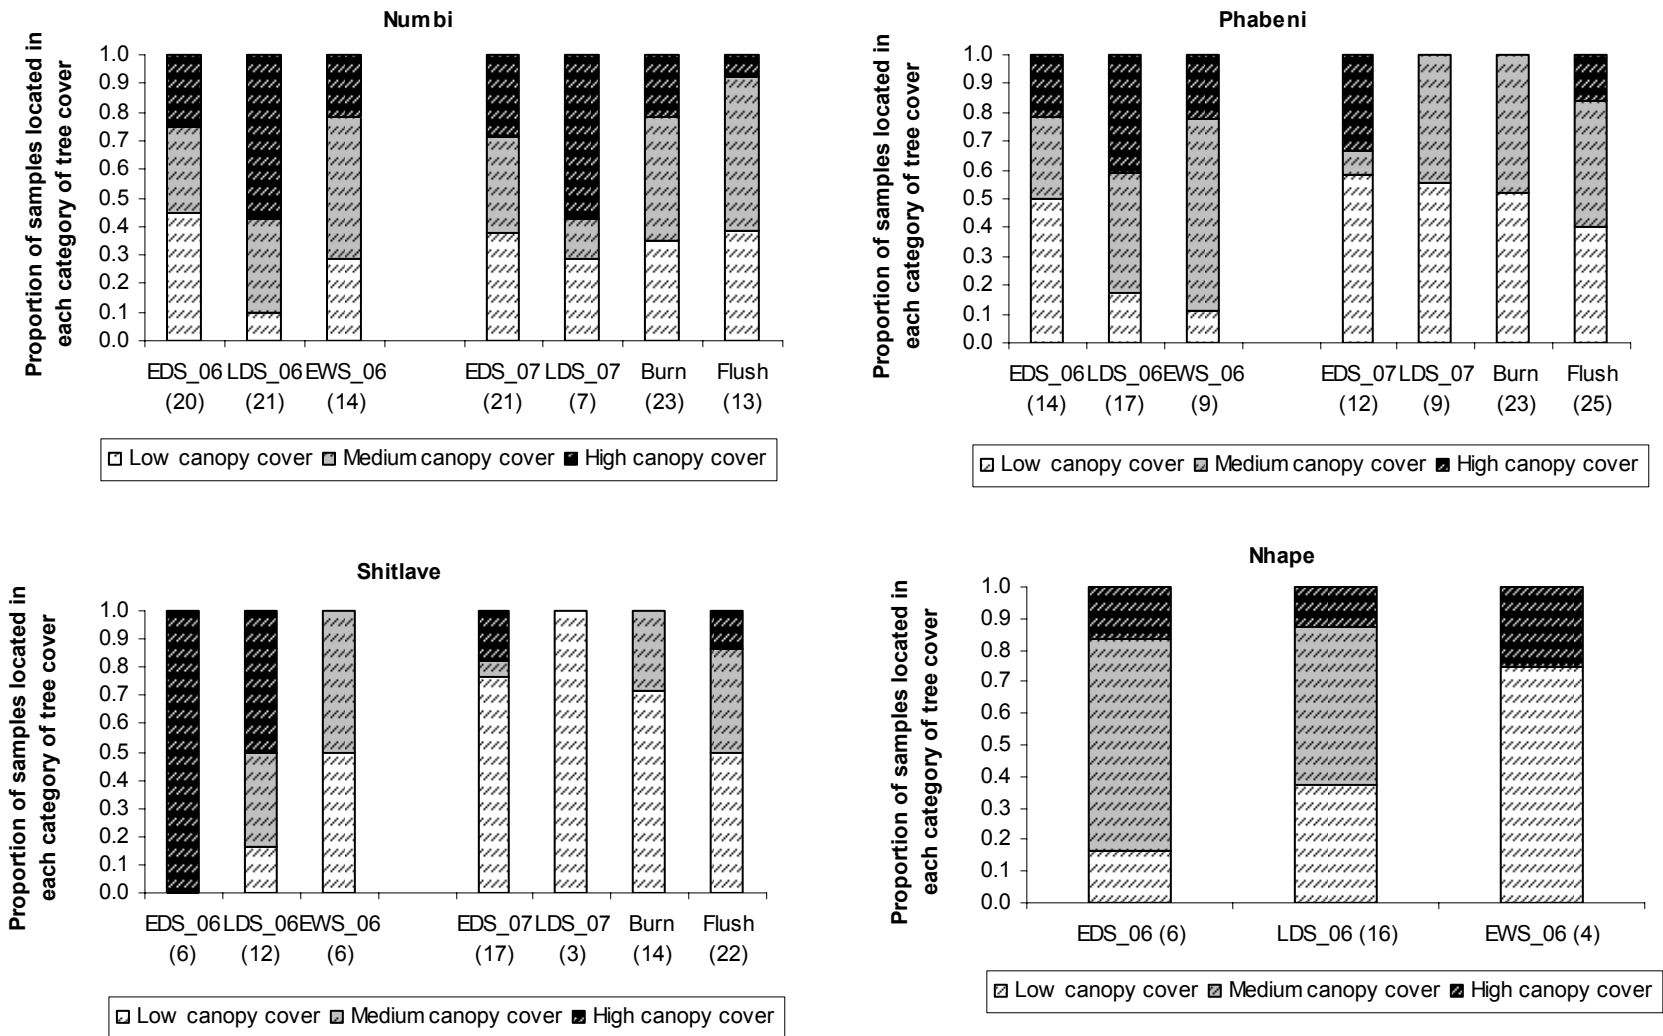 Numbi
Proportion of samples located in
each category of tree cover
1.0
0.9
0.8
0.7
0.6
0.5
0.4
0.3
0.2
0.1
0.0
EDS_06 LDS_06 EWS_06 EDS_07 LDS_07 Burn Flush
(20) (21) (14) (21) (7) (23) (13)
Low canopy cover Medium canopy cover High canopy cover
Phabeni
Proportion of samples located in
each category of tree cover
1.0
0.9
0.8
0.7
0.6
0.5
0.4
0.3
0.2
0.1
0.0
EDS_06 LDS_06 EWS_06 EDS_07 LDS_07 Burn Flush
(14) (17) (9) (12) (9) (23) (25)
Low canopy cover Medium canopy cover High canopy cover
Shitlave
Proportion of samples located in
each category of tree cover
1.0
0.9
0.8
0.7
0.6
0.5
0.4
0.3
0.2
0.1
0.0
EDS_06 LDS_06 EWS_06 EDS_07 LDS_07 Burn Flush
(6) (12) (6) (17) (3) (14) (22)
Low canopy cover Medium canopy cover High canopy cover
Nhape
Proportion of samples located in
each category of tree cover
1.0
0.9
0.8
0.7
0.6
0.5
0.4
0.3
0.2
0.1
0.0
EDS_06 (6) LDS_06 (16) EWS_06 (4)
Low canopy cover Medium canopy cover High canopy cover